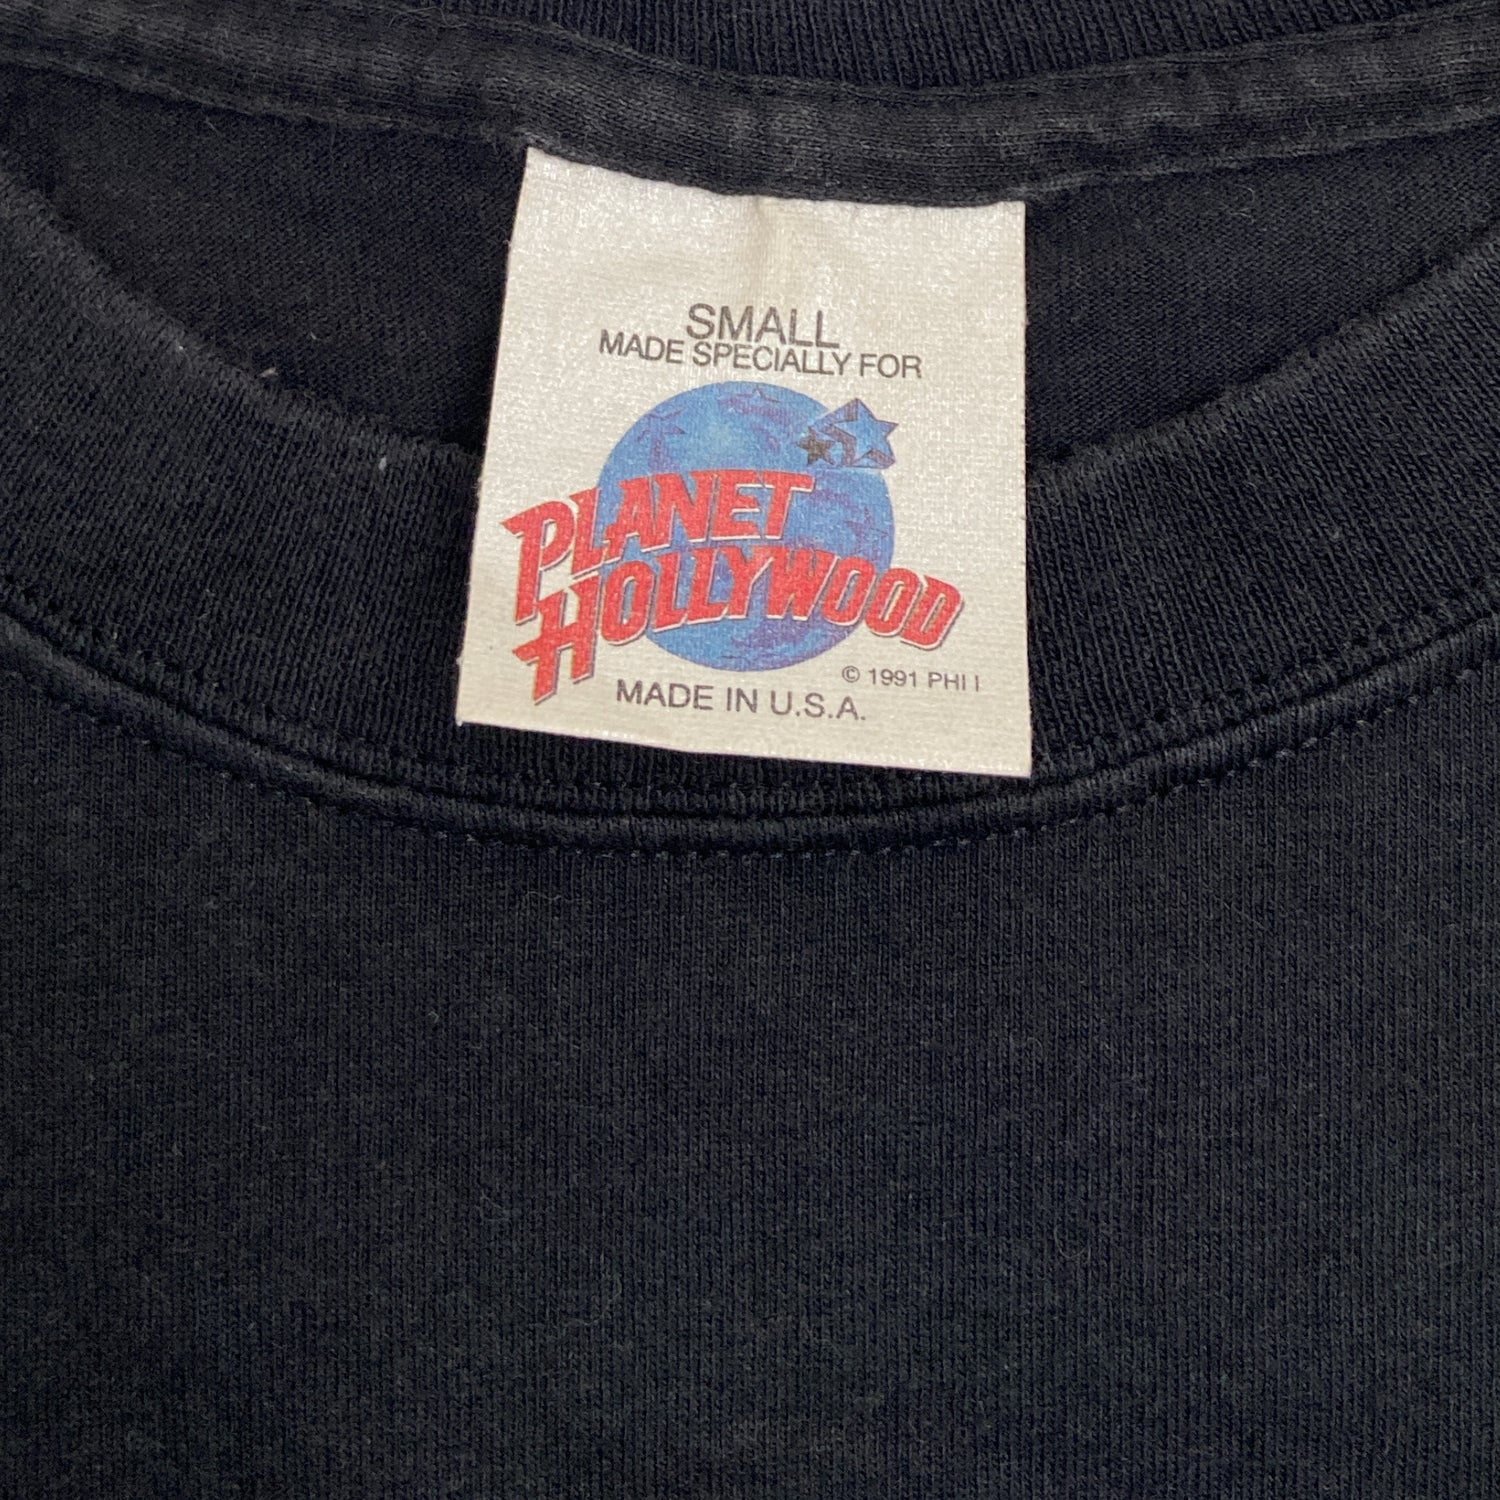 SMALL
MADE SPECIALLY FOR
PLANET
HOLLYWOOD
© 1991 PHI I
MADE IN U.S.A.